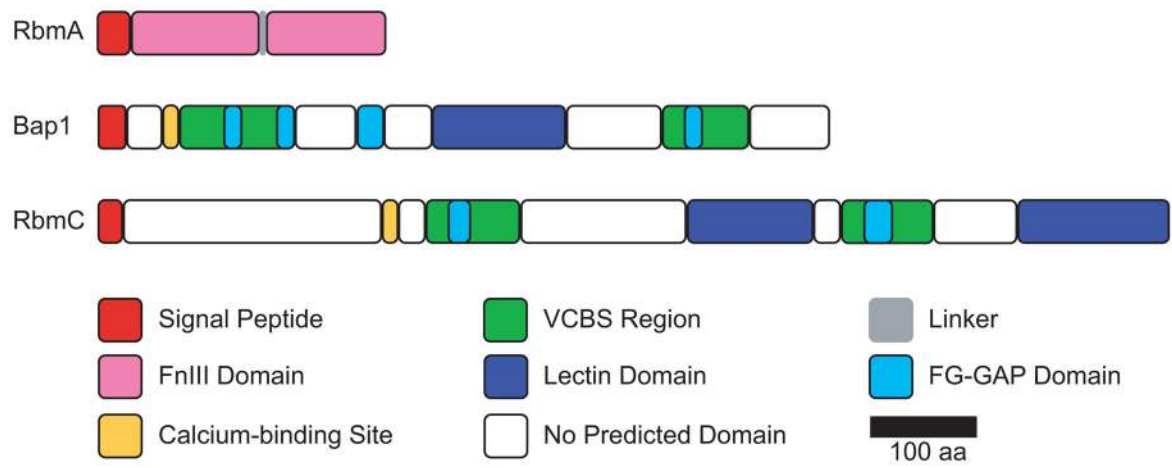 RbmA
Bap1
RbmC
Signal Peptide
VCBS Region
Linker
FnIII Domain
Lectin Domain
FG-GAP Domain
Calcium-binding Site
No Predicted Domain
100 aa